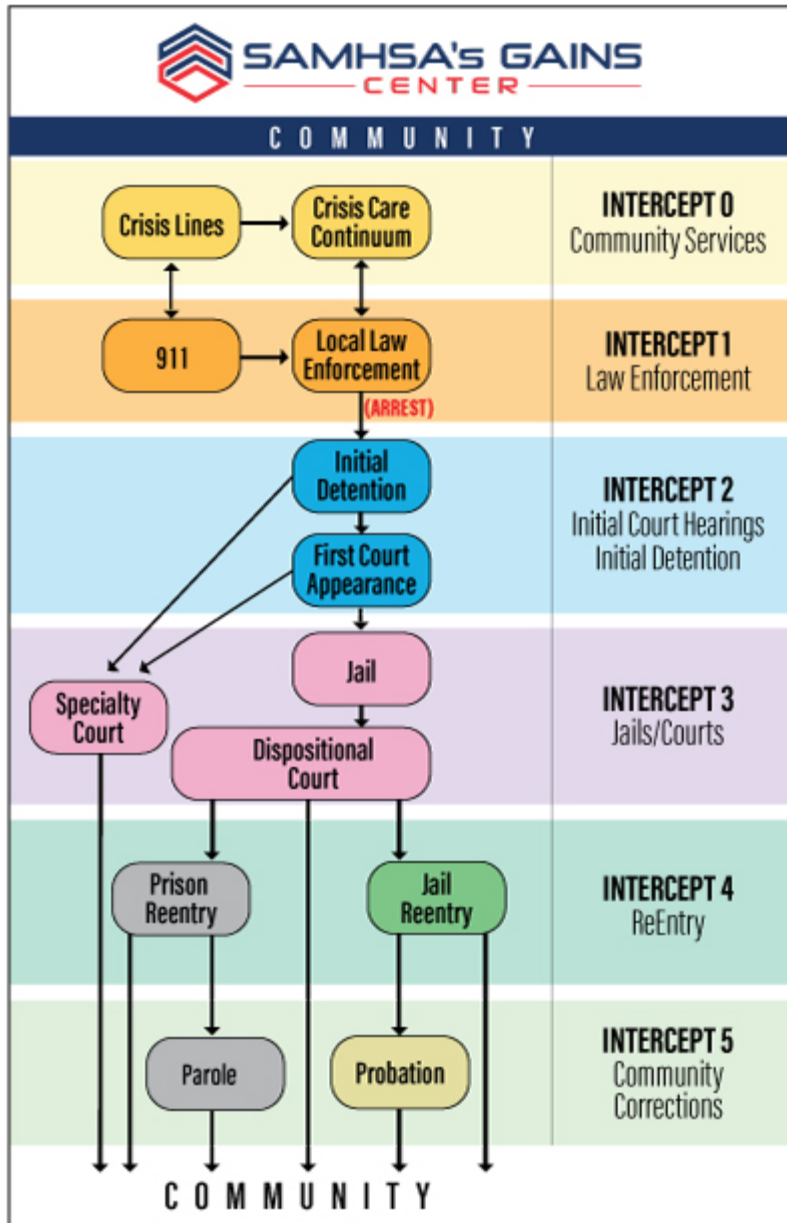 SAMHSA's GAINS
CENTER
COMMUNITY
Crisis Lines
Crisis Care
Continuum
INTERCEPT 0
Community Services
911
Local Law
Enforcement
(ARREST)
INTERCEPT 1
Law Enforcement
Initial
Detention
First Court
Appearance
INTERCEPT 2
Initial Court Hearings
Initial Detention
Jail
Specialty
Court
Dispositional
Court
INTERCEPT 3
Jails/Courts
Prison
Reentry
Jail
Reentry
INTERCEPT 4
ReEntry
Parole
Probation
INTERCEPT 5
Community
Corrections
COMMUNITY